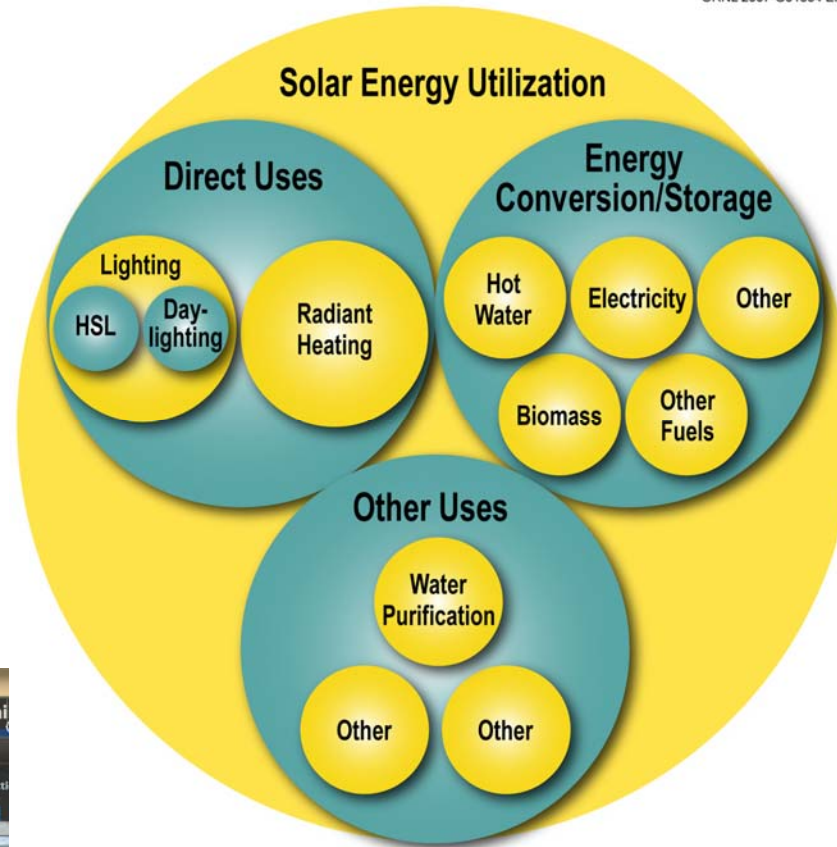 Solar Energy Utilization
Direct Uses
Lighting
HSL
Day-
lighting
Radiant
Heating
Energy
Conversion/Storage
Hot
Water
Electricity
Other
Biomass
Other
Fuels
Other Uses
Water
Purification
Other
Other